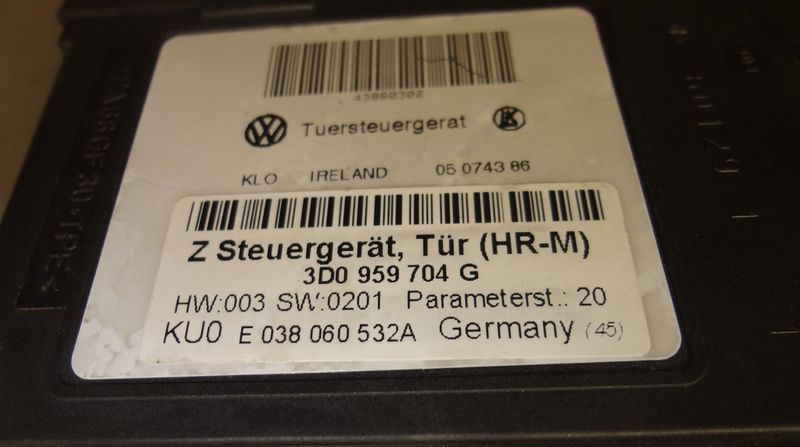 43880302
Tuersteuergerat
KLO IRELAND 05 0743 86
Z Steuergerät, Tür (HR-M)
3D0 959 704 G
HW:003 SW:0201 Parameterst.: 20
KU0 E 038 060 532A Germany (45)